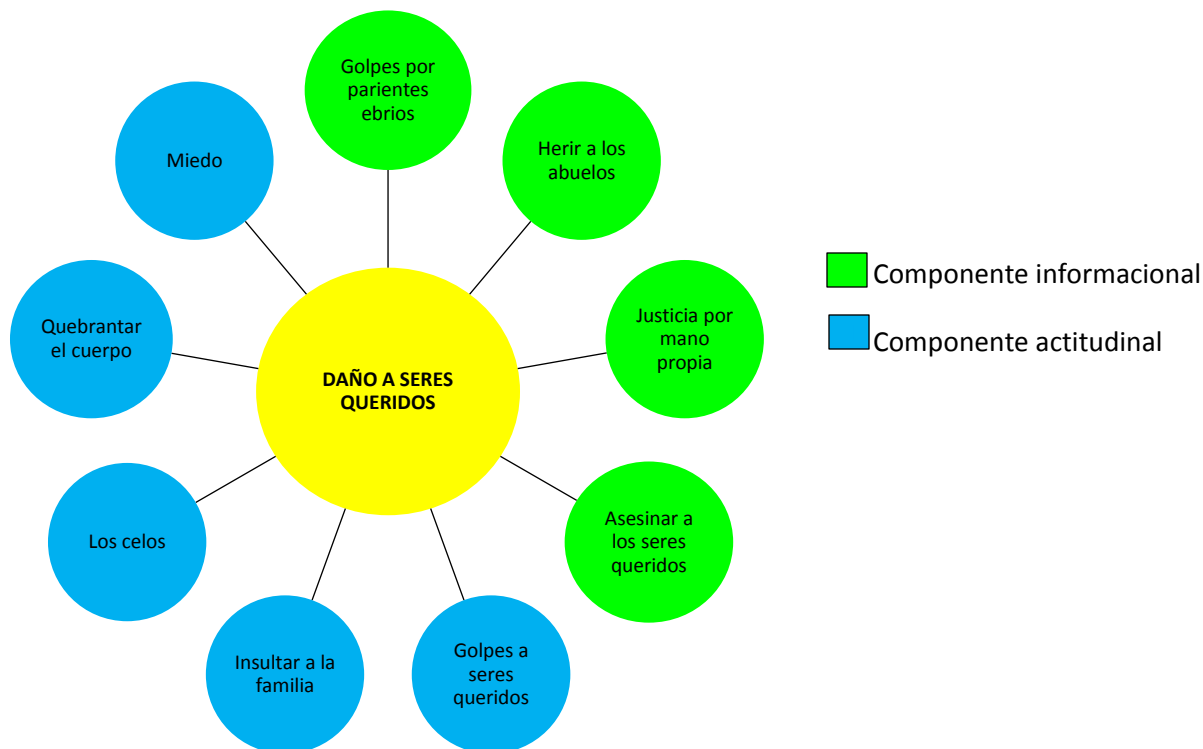 Golpes por
parientes
ebrios
Herir a los
abuelos
Justicia por
mano
propia
Asesinar a
los seres
queridos
Golpes a
seres
queridos
Insultar a la
familia
Los celos
Quebrantar
el cuerpo
Miedo
DAÑO A SERES
QUERIDOS
Componente informacional
Componente actitudinal